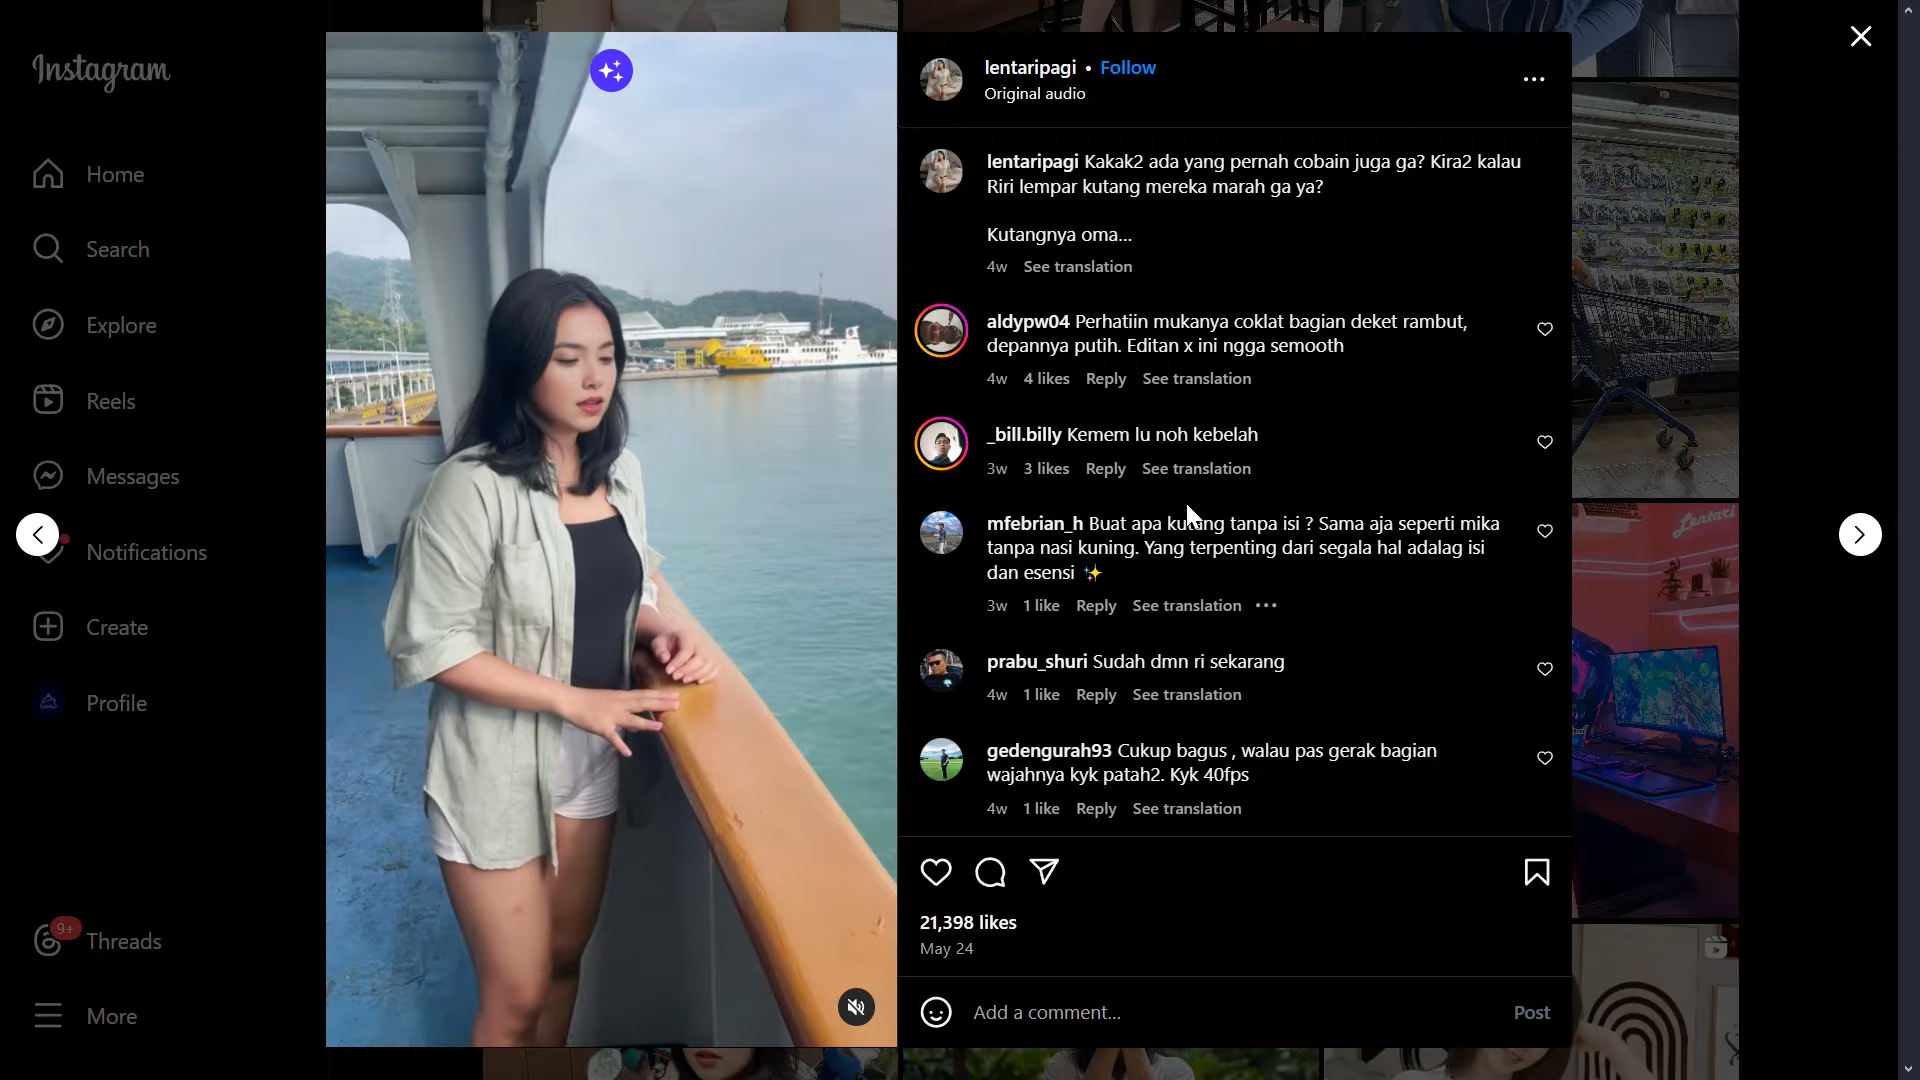 Instagram
Home
Search
Explore
Reels
Messages
Notifications
Create
Profile
9+
Threads
More
lentaripagi • Follow
Original audio
lentaripagi Kakak2 ada yang pernah cobain juga ga? Kira2 kalau
Riri lempar kutang mereka marah ga ya?
Kutangnya oma...
4w See translation
aldypw04 Perhatiin mukanya coklat bagian deket rambut,
depannya putih. Editan x ini ngga semooth
4w 4 likes Reply See translation
_bill.billy Kemem lu noh kebelah
3w 3 likes Reply See translation
mfebrian_h Buat apa kutang tanpa isi ? Sama aja seperti mika
tanpa nasi kuning. Yang terpenting dari segala hal adalag isi
dan esensi ✨
3w 1 like Reply See translation •••
prabu_shuri Sudah dmn ri sekarang
4w 1 like Reply See translation
gedengurah93 Cukup bagus , walau pas gerak bagian
wajahnya kyk patah2. Kyk 40fps
4w 1 like Reply See translation
21,398 likes
May 24
Add a comment...
Post
Lentari